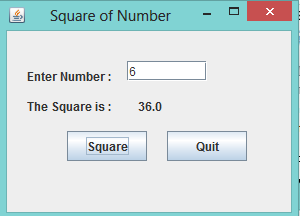 Square of Number
Enter Number : 6
The Square is : 36.0
Square Quit